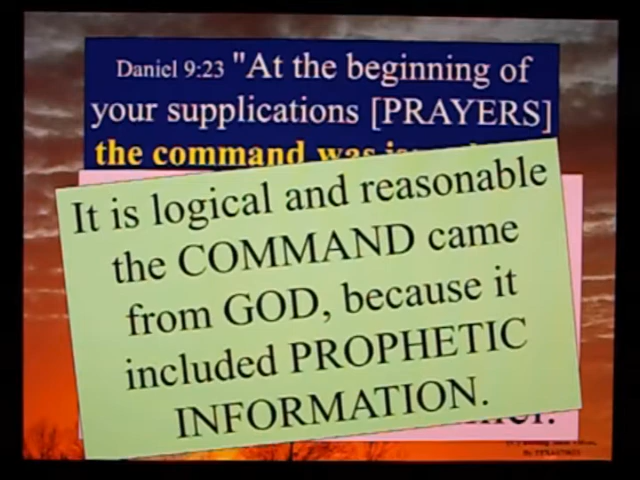 Daniel 9:23 "At the beginning of
your supplications [PRAYERS]
the command was
It is logical and reasonable
the COMMAND came
from GOD, because it
included PROPHETIC
INFORMATION.